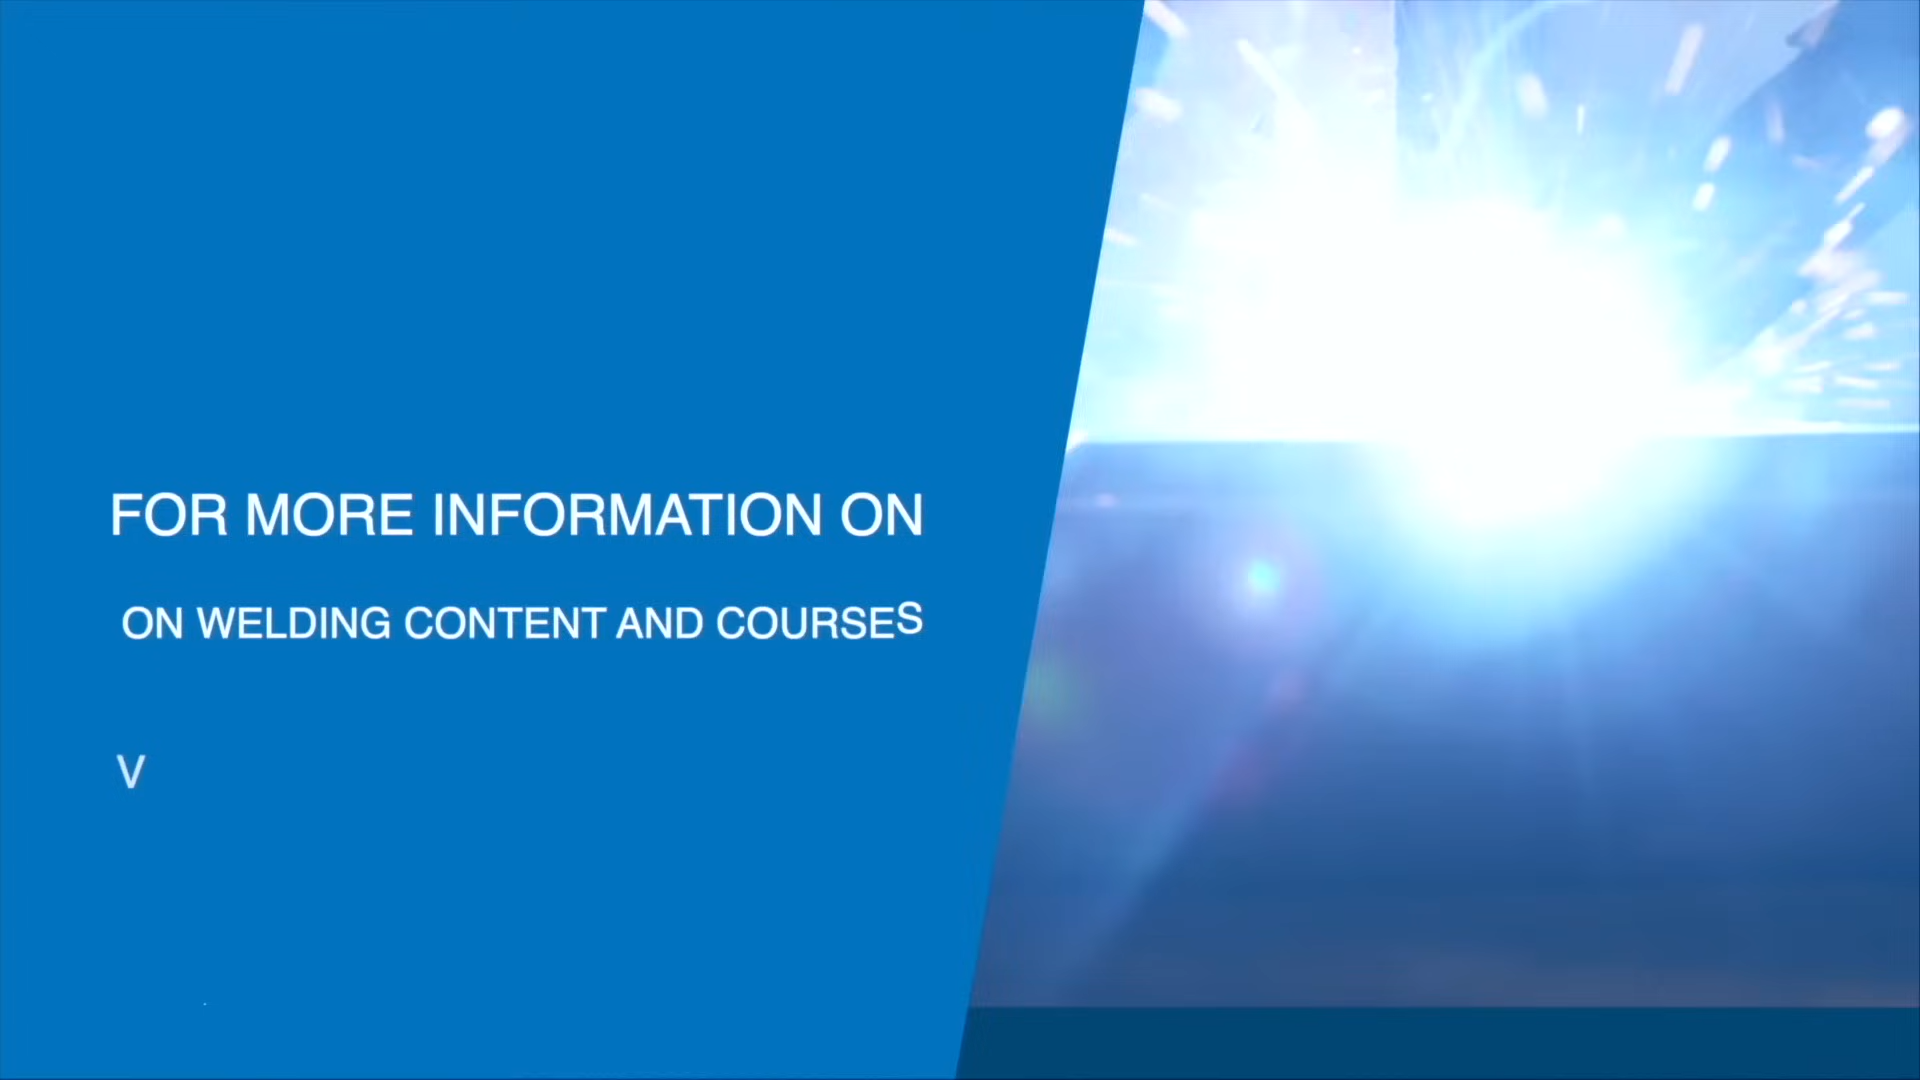 FOR MORE INFORMATION ON
ON WELDING CONTENT AND COURSES
V